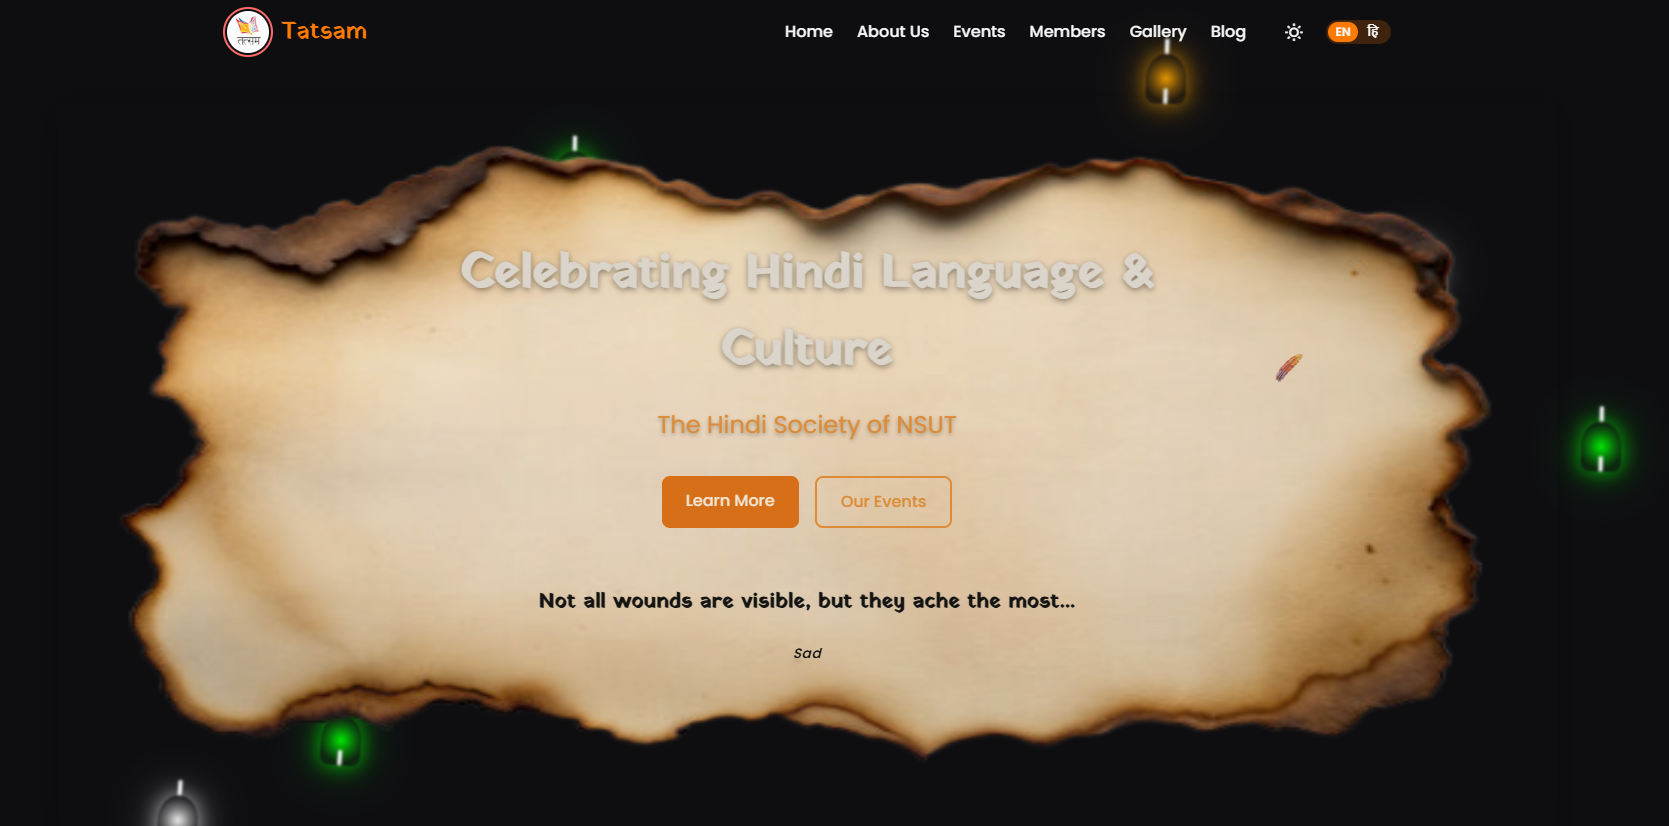 तत्सम
Tatsam
Home
About Us
Events
Members
Gallery
Blog
EN
हि
Celebrating Hindi Language &
Culture
The Hindi Society of NSUT
Learn More
Our Events
Not all wounds are visible, but they ache the most...
Sad